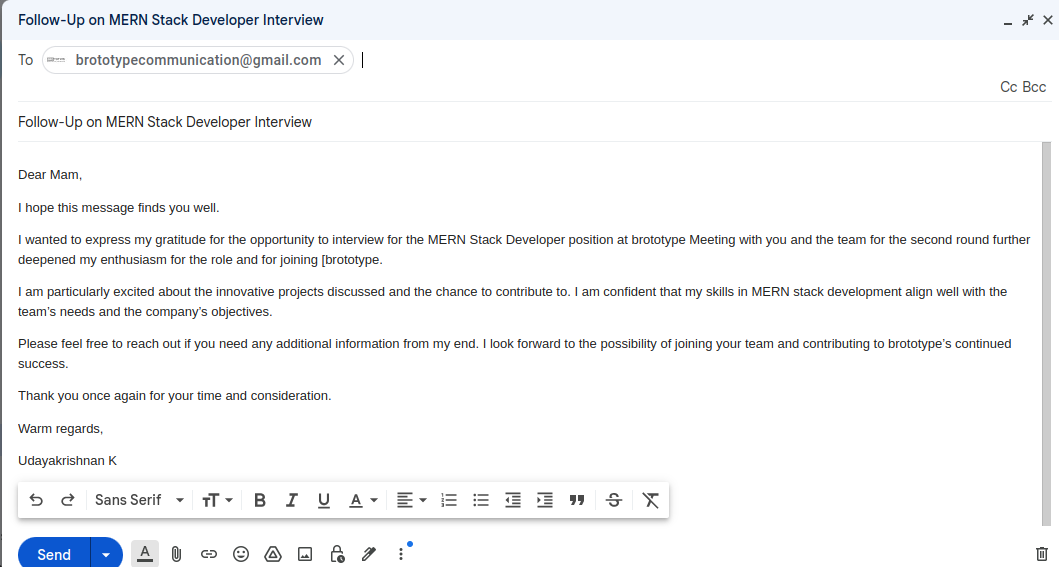 Follow-Up on MERN Stack Developer Interview
To brototypecommunication@gmail.com
Cc Bcc
Follow-Up on MERN Stack Developer Interview
Dear Mam,
I hope this message finds you well.
I wanted to express my gratitude for the opportunity to interview for the MERN Stack Developer position at brototype Meeting with you and the team for the second round further
deepened my enthusiasm for the role and for joining [brototype.
I am particularly excited about the innovative projects discussed and the chance to contribute to. I am confident that my skills in MERN stack development align well with the
team’s needs and the company’s objectives.
Please feel free to reach out if you need any additional information from my end. I look forward to the possibility of joining your team and contributing to brototype’s continued
success.
Thank you once again for your time and consideration.
Warm regards,
Udayakrishnan K
Sans Serif
Send